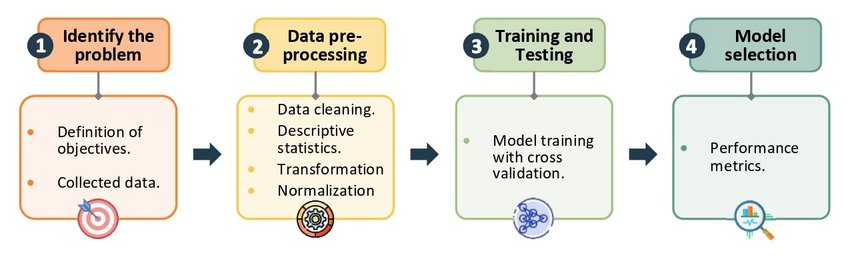 1 Identify the
problem
• Definition of
objectives.
• Collected data.
2 Data pre-
processing
• Data cleaning.
• Descriptive
statistics.
• Transformation
• Normalization
3 Training and
Testing
• Model training
with cross
validation.
4 Model
selection
• Performance
metrics.